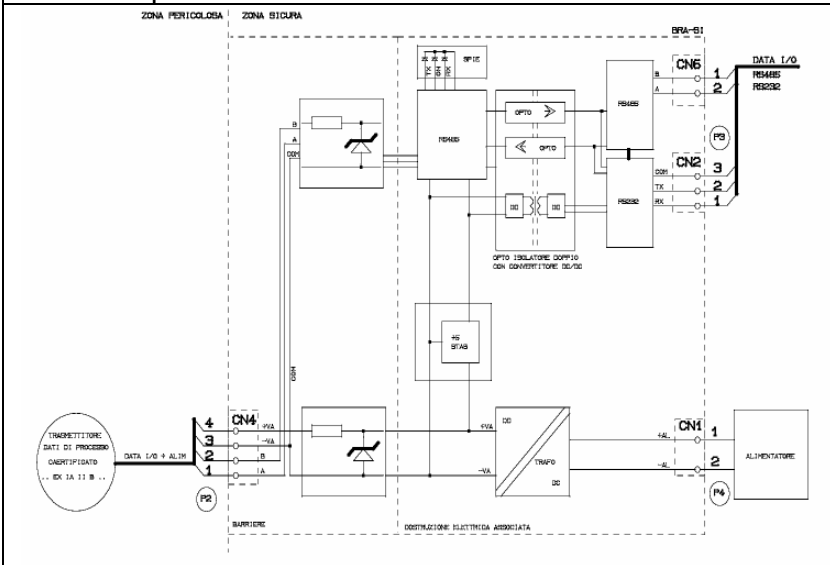 ZONA PERICOLOSA
ZONA SICURA
BRA-SI
SPIE
TX
ON
RX
CN6
DATA I/O
B
1
RS485
A
2
RS232
RS485
P3
OPTO
OPTO
RS485
B
A
COM
CN2
COM
3
TX
2
RX
1
RS232
DC
DC
OPTO ISOLATORE DOPPIO
CON CONVERTITORE DC/DC
+5
STAB
COM
4
CN4
+VA
3
-VA
2
B
1
A
TRASMETTITORE
DATI DI PROCESSO
CAERTIFICATO
.. EX IA II B ..
DATA I/O + ALIM
P2
+VA
-VA
DC
TRAFO
DC
CN1
+AL
1
-AL
2
P4
ALIMENTATORE
BARRIERE
COSTRUZIONE ELETTRICA ASSOCIATA